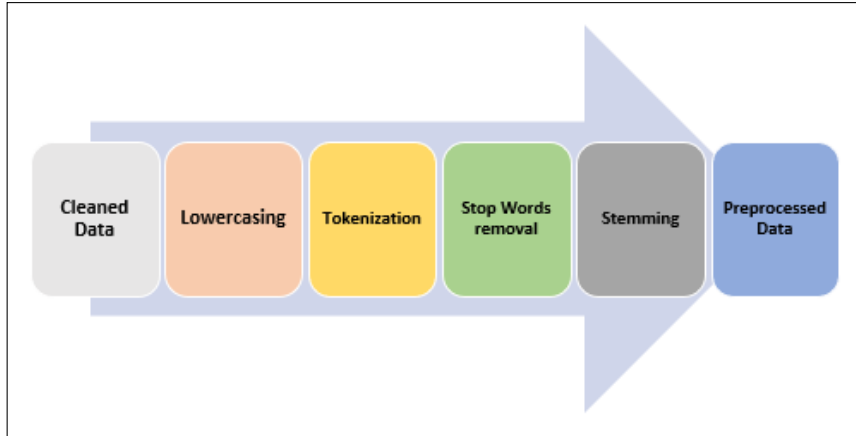 Cleaned
Data
Lowercasing
Tokenization
Stop Words
removal
Stemming
Preprocessed
Data